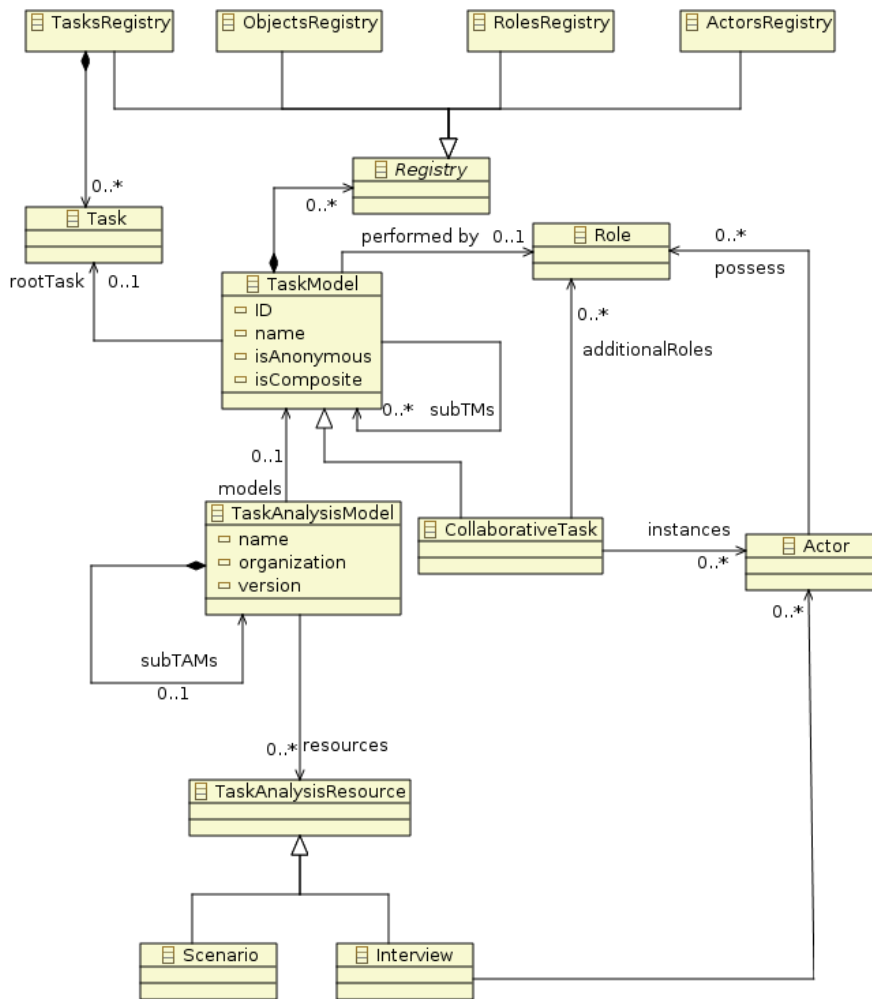 TasksRegistry
ObjectsRegistry
RolesRegistry
ActorsRegistry
Registry
0..*
0..*
Task
performed by 0..1
Role
0..*
possess
rootTask 0..1
TaskModel
ID
name
isAnonymous
isComposite
0..*
additionalRoles
0..* subTMs
0..1
models
TaskAnalysisModel
name
organization
version
CollaborativeTask
instances
0..*
Actor
0..*
subTAMs
0..1
0..* resources
TaskAnalysisResource
Scenario
Interview